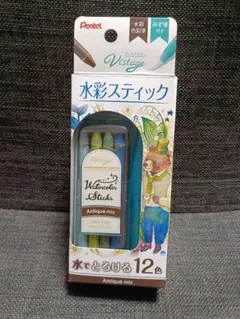 Pentel
水彩
色鉛筆
みず筆
付き
Vistage
水彩スティック
Vistage
Watercolor
Sticks
Antique mix
水でとろける12色
Antique mix